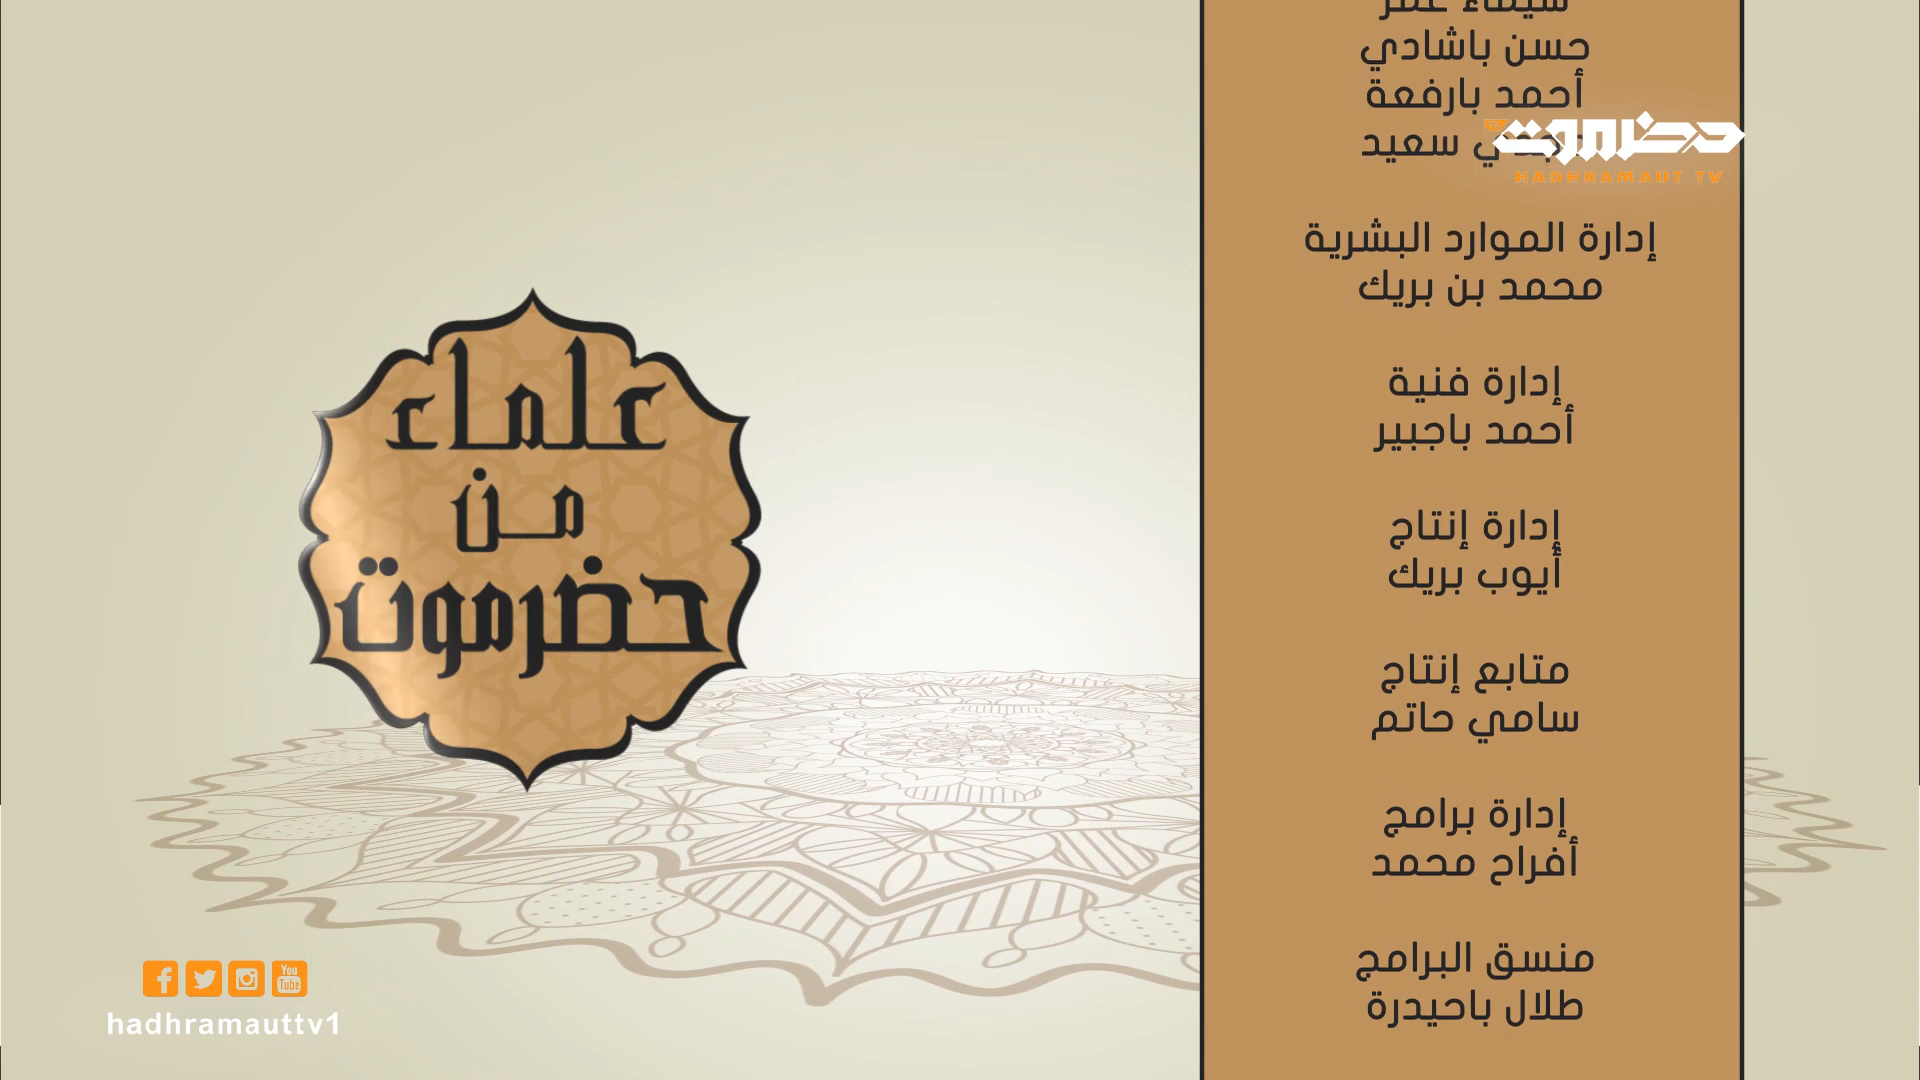 حسن باشادي
أحمد بارفعة
سعيد
حضرموت
HADHRAMAUT TV
إدارة الموارد البشرية
محمد بن بريك
إدارة فنية
أحمد باجبير
إدارة إنتاج
أيوب بريك
متابع إنتاج
سامي حاتم
إدارة برامج
أفراح محمد
منسق البرامج
طلال باحيدرة
علماء
من
حضرموت
You
Tube
hadhramauttv1